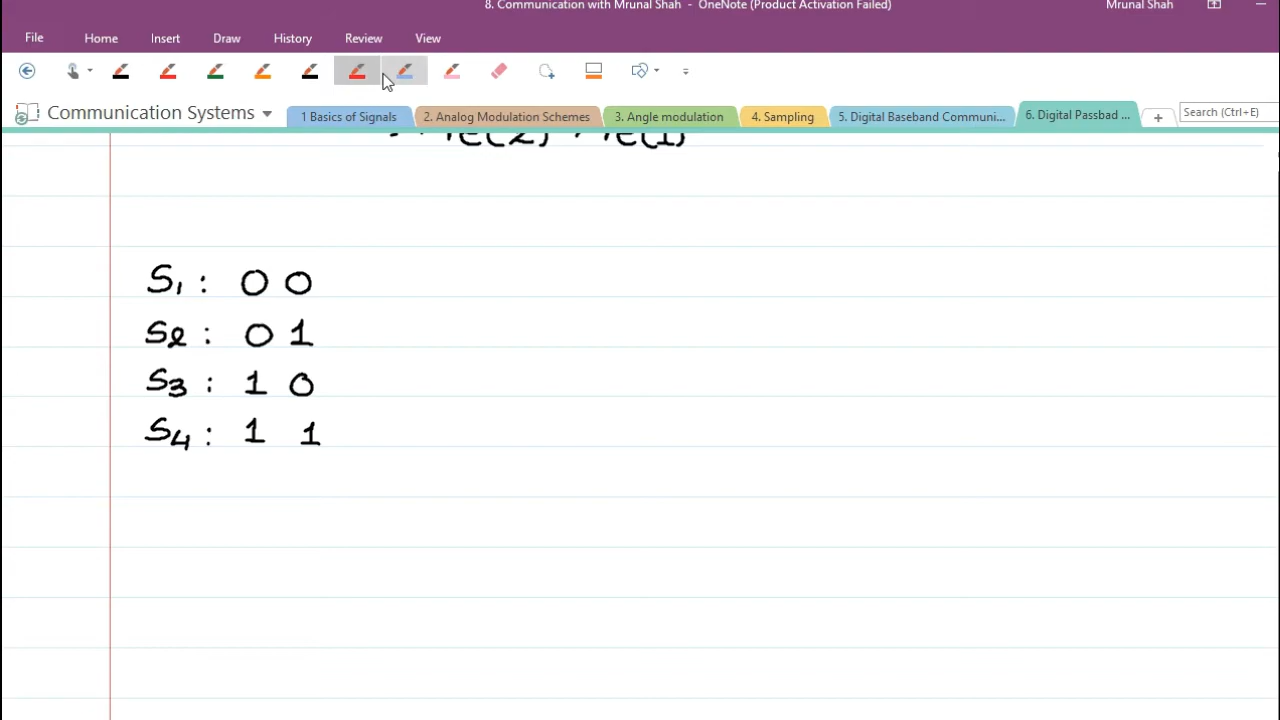 8. Communication with Mrunal Shah - OneNote (Product Activation Failed) Mrunal Shah
File Home Insert Draw History Review View
Communication Systems 1 Basics of Signals 2. Analog Modulation Schemes 3. Angle modulation 4. Sampling 5. Digital Baseband Communi... 6. Digital Passbad ... + Search (Ctrl+E)
S1 : 0 0
S2 : 0 1
S3 : 1 0
S4 : 1 1